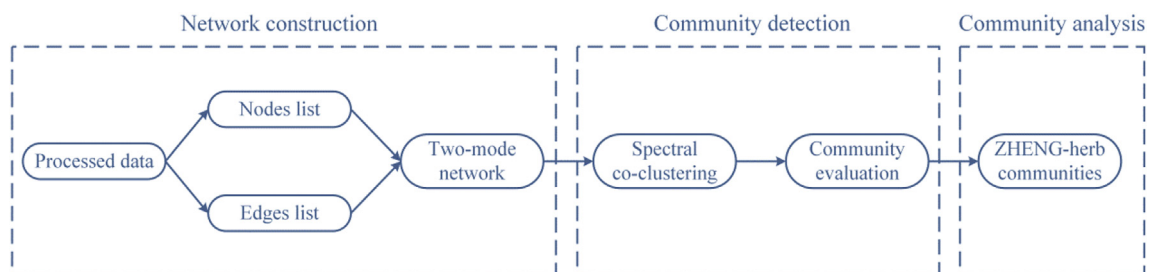 Network construction
Community detection
Community analysis
Processed data
Nodes list
Edges list
Two-mode
network
Spectral
co-clustering
Community
evaluation
ZHENG-herb
communities